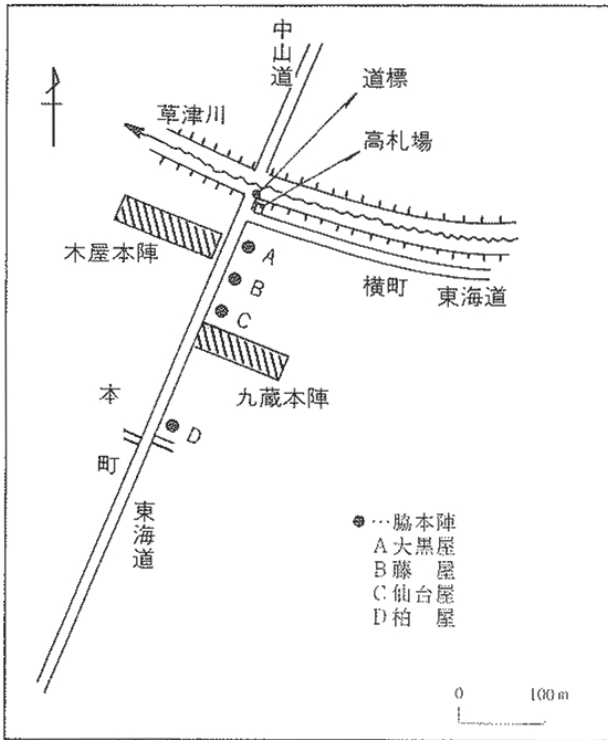 中山道
道標
草津川
高札場
木屋本陣
A
B
C
横町
東海道
九蔵本陣
本町
D
東海道
●…脇本陣
A 大黒屋
B 藤　屋
C 仙台屋
D 柏　屋
0 100m